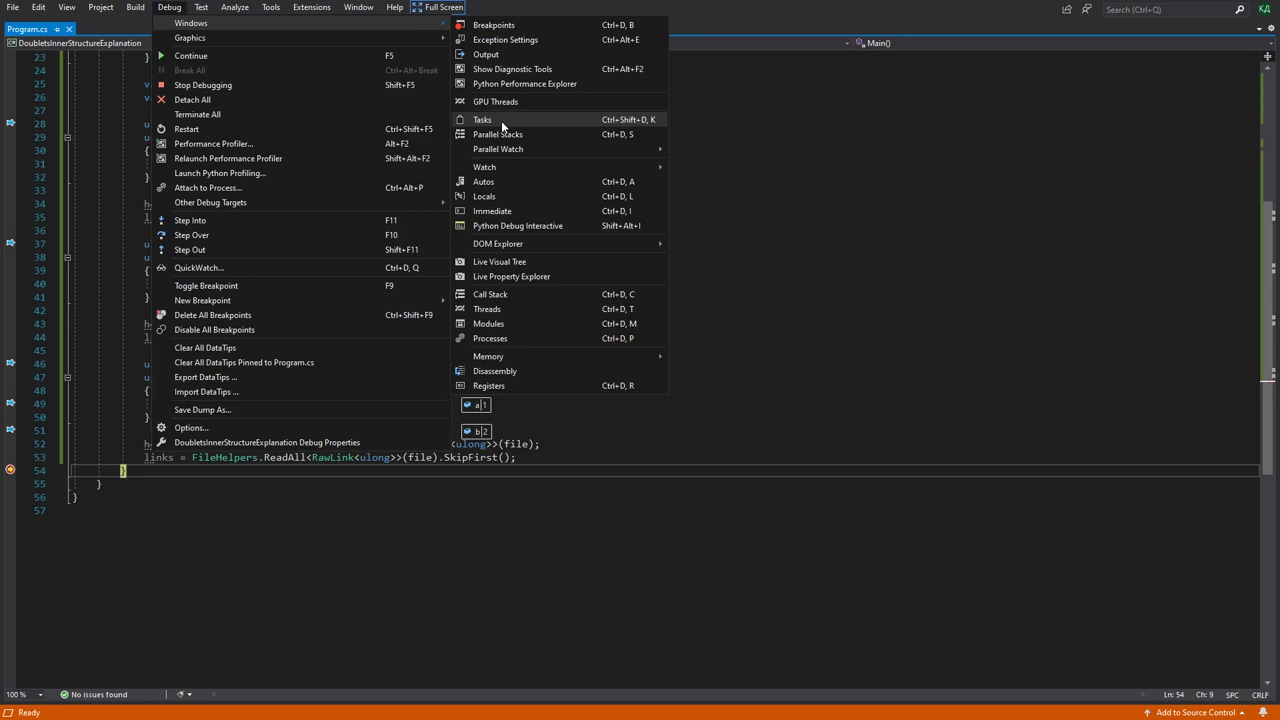 File Edit View Project Build Debug Test Analyze Tools Extensions Window Help Full Screen Search (Ctrl+Q) КД
Program.cs
DoubletsInnerStructureExplanation Main()
Windows
Graphics
Continue F5
Break All Ctrl+Alt+Break
Stop Debugging Shift+F5
Detach All
Terminate All
Restart Ctrl+Shift+F5
Performance Profiler... Alt+F2
Relaunch Performance Profiler Shift+Alt+F2
Launch Python Profiling...
Attach to Process... Ctrl+Alt+P
Other Debug Targets
Step Into F11
Step Over F10
Step Out Shift+F11
QuickWatch... Ctrl+D, Q
Toggle Breakpoint F9
New Breakpoint
Delete All Breakpoints Ctrl+Shift+F9
Disable All Breakpoints
Clear All DataTips
Clear All DataTips Pinned to Program.cs
Export DataTips ...
Import DataTips ...
Save Dump As...
Options...
DoubletsInnerStructureExplanation Debug Properties
Breakpoints Ctrl+D, B
Exception Settings Ctrl+Alt+E
Output
Show Diagnostic Tools Ctrl+Alt+F2
Python Performance Explorer
GPU Threads
Tasks Ctrl+Shift+D, K
Parallel Stacks Ctrl+D, S
Parallel Watch
Watch
Autos Ctrl+D, A
Locals Ctrl+D, L
Immediate Ctrl+D, I
Python Debug Interactive Shift+Alt+I
DOM Explorer
Live Visual Tree
Live Property Explorer
Call Stack Ctrl+D, C
Threads Ctrl+D, T
Modules Ctrl+D, M
Processes Ctrl+D, P
Memory
Disassembly
Registers Ctrl+D, R
23 }
24
25 va
26 va
27
28 u
29 u
30 {
31
32 }
33
34 he
35 li
36
37 u
38 u
39 {
40
41 }
42
43 he
44 li
45
46 u
47 u
48 {
49 a 1
50 }
51 b 2
52 he <ulong>>(file);
53 links = FileHelpers.ReadAll<RawLink<ulong>>(file).SkipFirst();
54 }
55 }
56 }
57
100 % No issues found Ln: 54 Ch: 9 SPC CRLF
Ready Add to Source Control